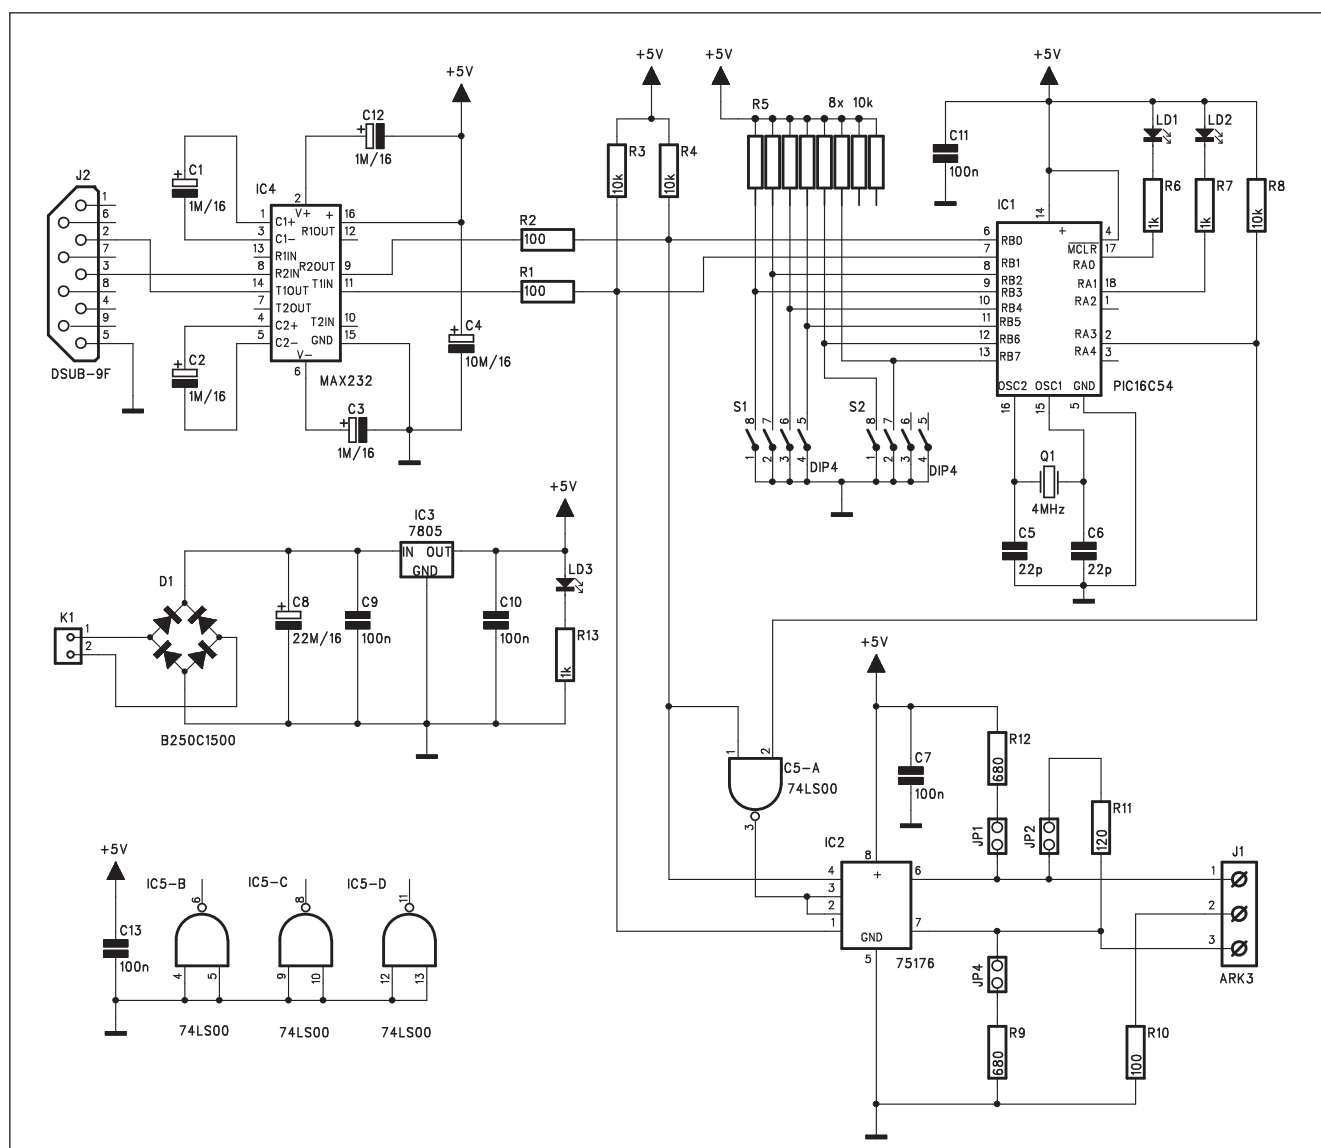 +5V
+5V
+5V
+5V
C12
1M/16
C1
1M/16
J2
1
6
2
7
3
8
4
9
5
DSUB-9F
IC4
2
V+
+
1
C1+
3
C1-
13
R1IN
8
R2IN
14
T1OUT
7
T2OUT
4
C2+
5
C2-
V-
6
16
R1OUT
12
R2OUT
9
T1IN
11
T2IN
10
GND
15
MAX232
C2
1M/16
C3
1M/16
C4
10M/16
R2
100
R1
100
R3
10k
R4
10k
R5
8x 10k
C11
100n
LD1
LD2
R6
1k
R7
1k
R8
10k
IC1
14
+
6
RB0
7
RB1
8
RB2
9
RB3
10
RB4
11
RB5
12
RB6
13
RB7
4
MCLR
17
RA0
18
RA1
RA2
1
RA3
2
RA4
3
OSC2
OSC1
GND
16
15
5
PIC16C54
S1
8
7
6
5
1
2
3
4
DIP4
S2
8
7
6
5
1
2
3
4
DIP4
Q1
4MHz
C5
22p
C6
22p
+5V
IC3
7805
IN
OUT
GND
LD3
D1
K1
1
2
C8
22M/16
C9
100n
C10
100n
R13
1k
B250C1500
+5V
1
2
C5-A
74LS00
3
C7
100n
R12
680
R11
120
JP1
JP2
IC2
8
+
4
3
2
1
6
7
GND
5
75176
J1
1
2
3
ARK3
JP4
R9
680
R10
100
+5V
C13
100n
IC5-B
6
4
5
74LS00
IC5-C
8
9
10
74LS00
IC5-D
11
12
13
74LS00